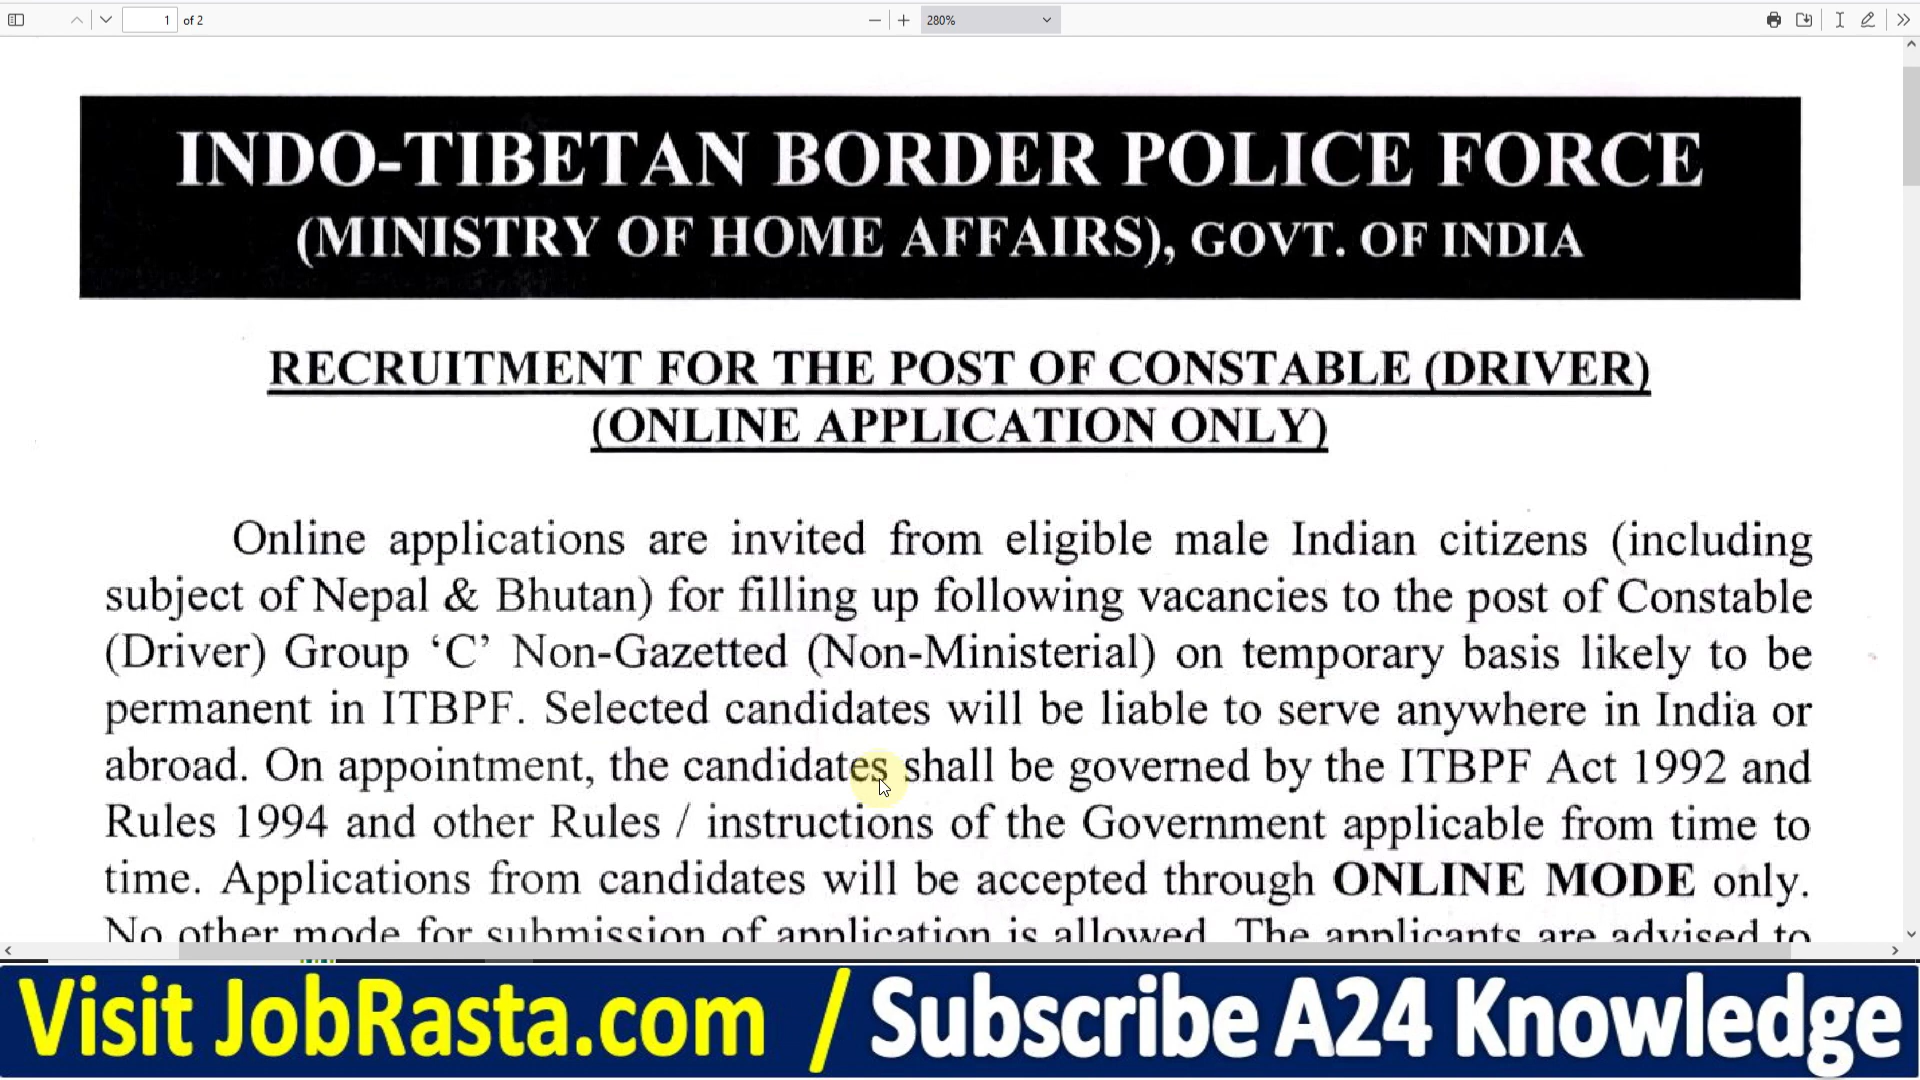 1 of 2
280%
INDO-TIBETAN BORDER POLICE FORCE
(MINISTRY OF HOME AFFAIRS), GOVT. OF INDIA
RECRUITMENT FOR THE POST OF CONSTABLE (DRIVER)
(ONLINE APPLICATION ONLY)
Online applications are invited from eligible male Indian citizens (including
subject of Nepal & Bhutan) for filling up following vacancies to the post of Constable
(Driver) Group ‘C’ Non-Gazetted (Non-Ministerial) on temporary basis likely to be
permanent in ITBPF. Selected candidates will be liable to serve anywhere in India or
abroad. On appointment, the candidates shall be governed by the ITBPF Act 1992 and
Rules 1994 and other Rules / instructions of the Government applicable from time to
time. Applications from candidates will be accepted through ONLINE MODE only.
No other mode for submission of application is allowed. The applicants are advised to
Visit JobRasta.com / Subscribe A24 Knowledge